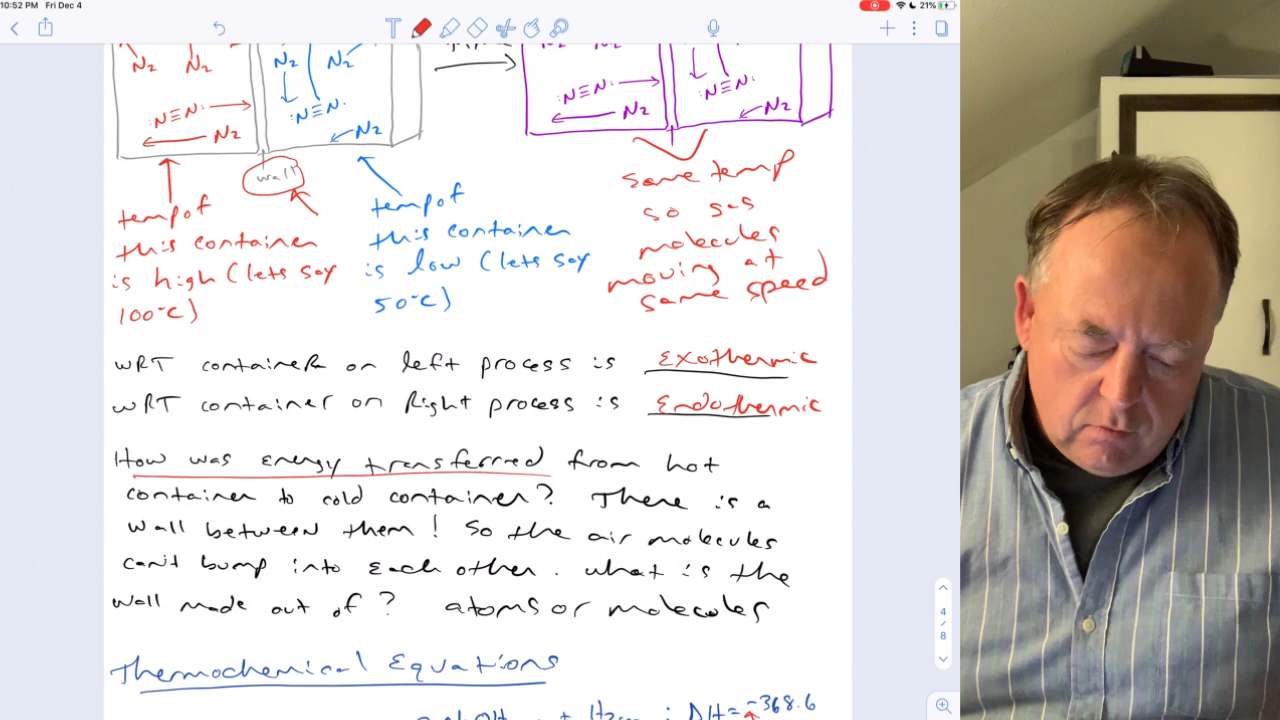 10:52 PM Fri Dec 4
21%
N2 N2
N2 N2
:N≡N:
N2
:N≡N:
N2
:N≡N:
N2
:N≡N:
N2
wall
temp of
this container
is high (lets say
100°C)
temp of
this container
is low (lets say
50°C)
same temp
so gas
molecules
moving at
same speed
WRT container on left process is Exothermic
WRT container on Right process is Endothermic
How was energy transferred from hot
container to cold container? There is a
wall between them! So the air molecules
can't bump into each other. What is the
wall made out of? atoms or molecules
4
/
8
Thermochemical Equations
ΔH = -368.6